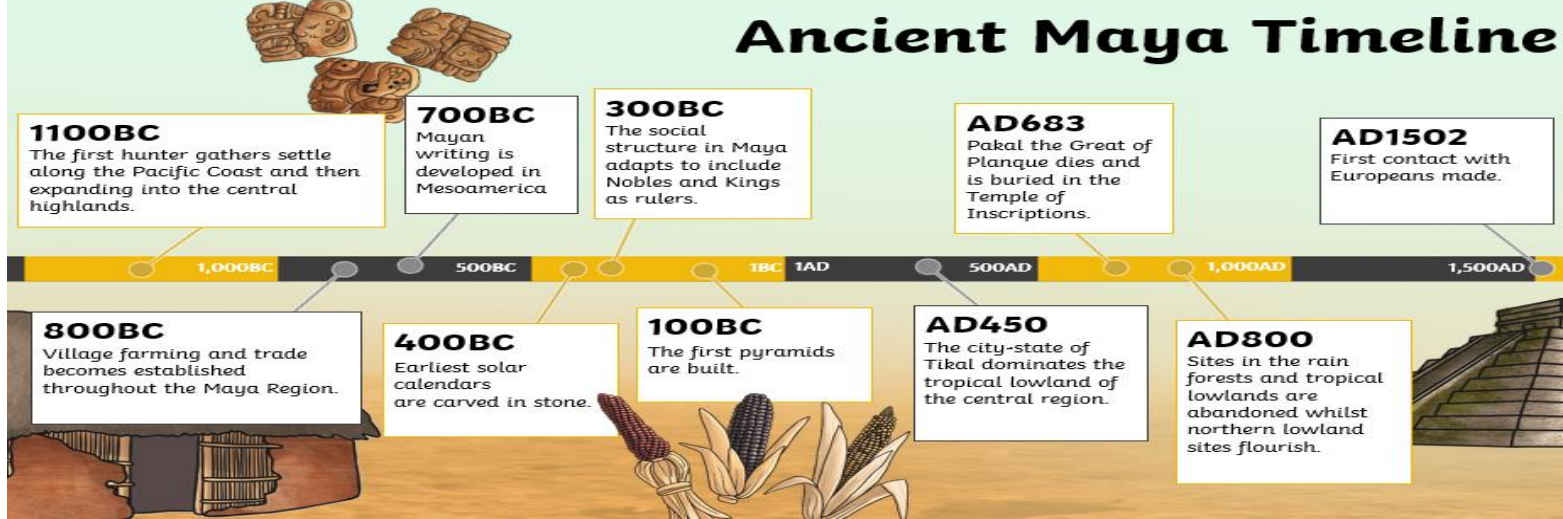 Ancient Maya Timeline
1100BC
The first hunter gathers settle
along the Pacific Coast and then
expanding into the central
highlands.
700BC
Mayan
writing is
developed in
Mesoamerica
300BC
The social
structure in Maya
adapts to include
Nobles and Kings
as rulers.
AD683
Pakal the Great of
Planque dies and
is buried in the
Temple of
Inscriptions.
AD1502
First contact with
Europeans made.
1,000BC
500BC
1BC
1AD
500AD
1,000AD
1,500AD
800BC
Village farming and trade
becomes established
throughout the Maya Region.
400BC
Earliest solar
calendars
are carved in stone.
100BC
The first pyramids
are built.
AD450
The city-state of
Tikal dominates the
tropical lowland of
the central region.
AD800
Sites in the rain
forests and tropical
lowlands are
abandoned whilst
northern lowland
sites flourish.